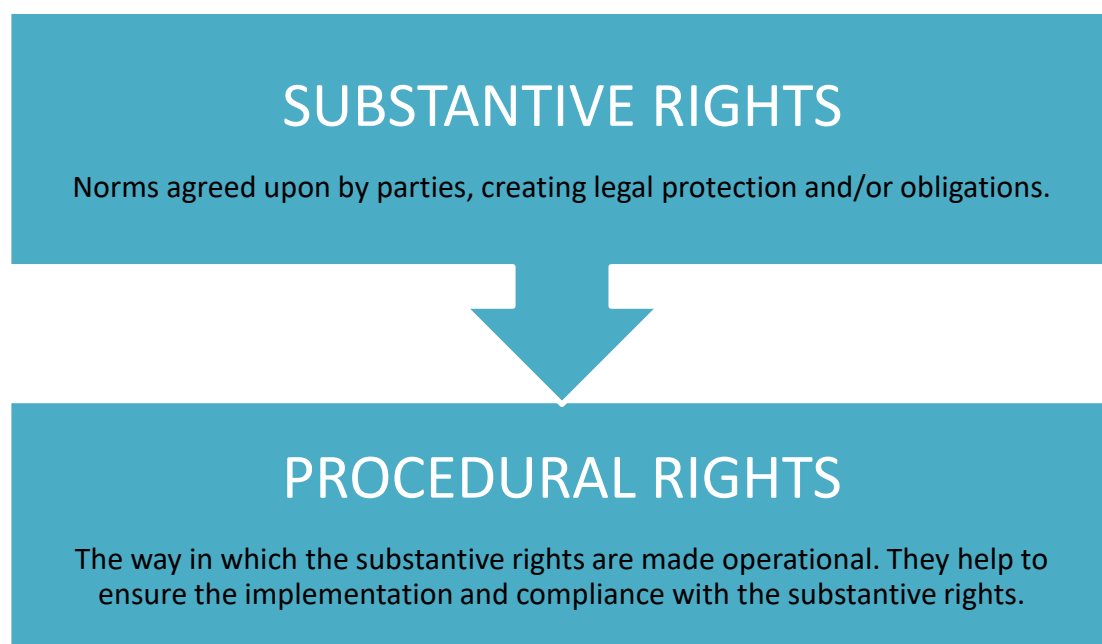 SUBSTANTIVE RIGHTS
Norms agreed upon by parties, creating legal protection and/or obligations.
PROCEDURAL RIGHTS
The way in which the substantive rights are made operational. They help to
ensure the implementation and compliance with the substantive rights.